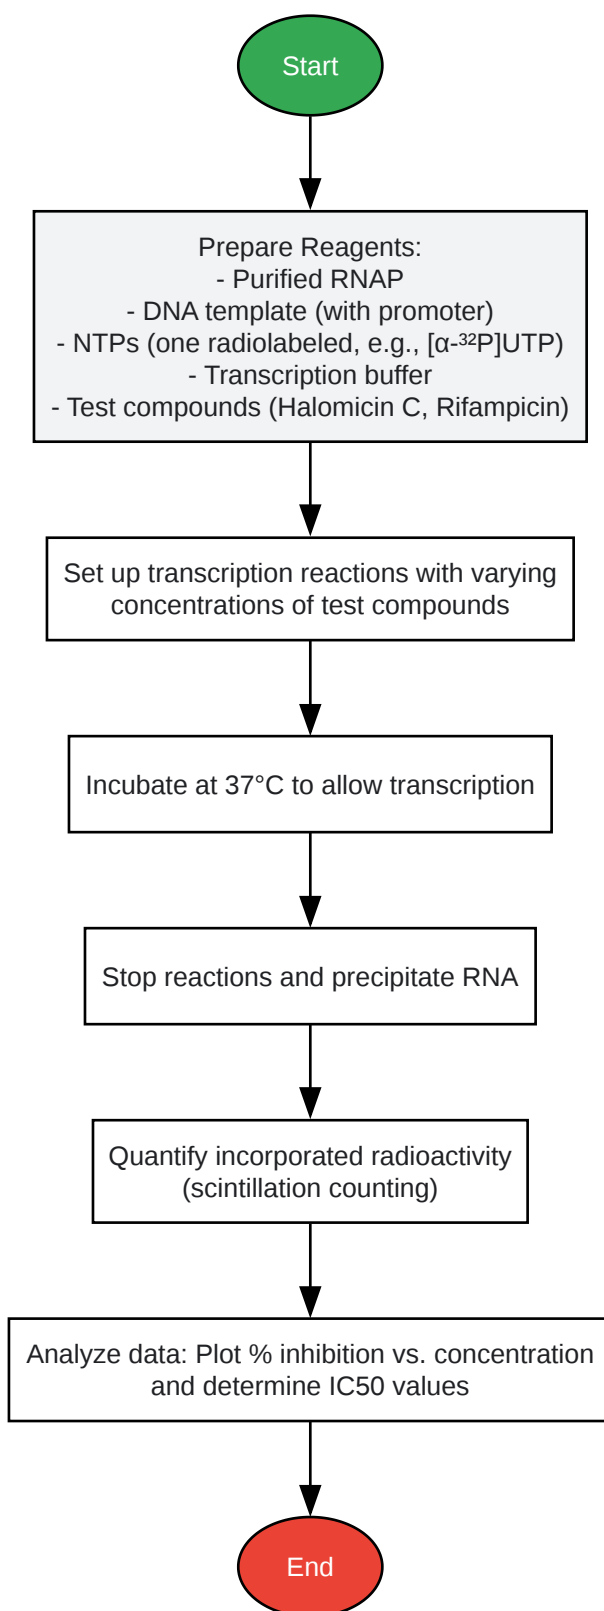 Start
Prepare Reagents:
- Purified RNAP
- DNA template (with promoter)
- NTPs (one radiolabeled, e.g., [α-³²P]UTP)
- Transcription buffer
- Test compounds (Halomicin C, Rifampicin)
Set up transcription reactions with varying
concentrations of test compounds
Incubate at 37°C to allow transcription
Stop reactions and precipitate RNA
Quantify incorporated radioactivity
(scintillation counting)
Analyze data: Plot % inhibition vs. concentration
and determine IC50 values
End